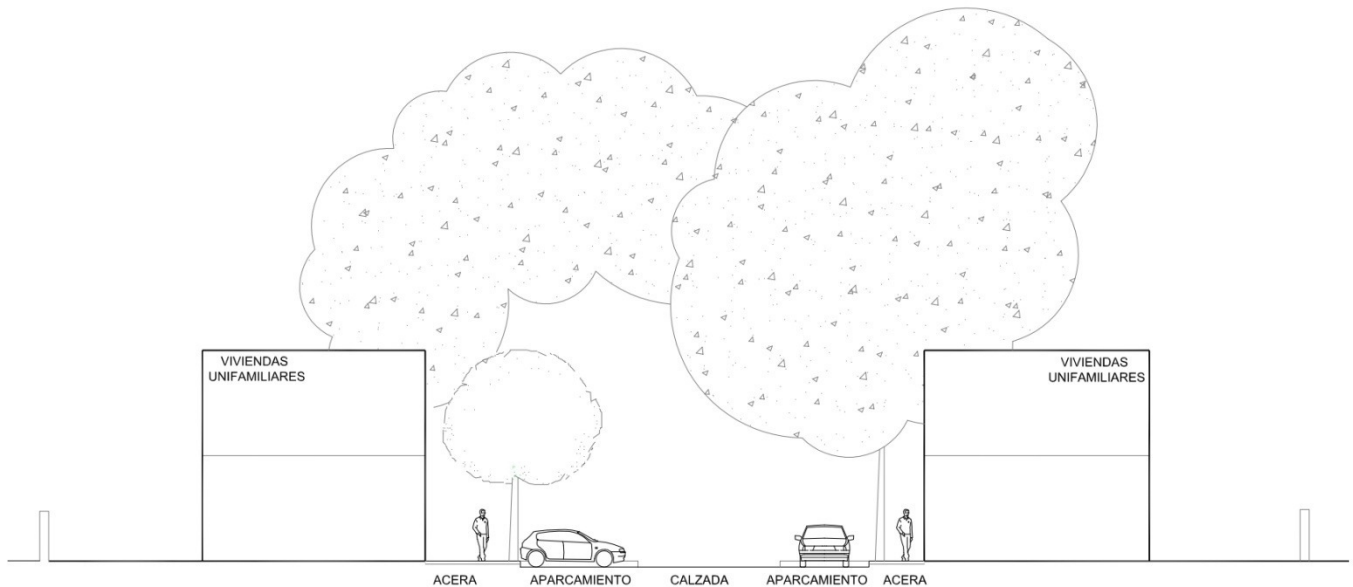 VIVIENDAS
UNIFAMILIARES
VIVIENDAS
UNIFAMILIARES
ACERA APARCAMIENTO CALZADA APARCAMIENTO ACERA